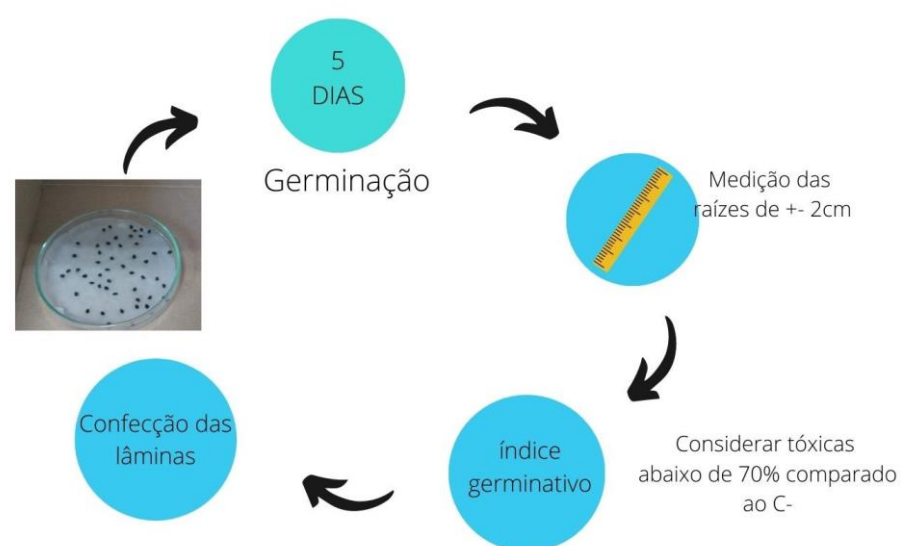 5
DIAS
Germinação
Medição das
raízes de +- 2cm
Considerar tóxicas
abaixo de 70% comparado
ao C-
índice
germinativo
Confecção das
lâminas